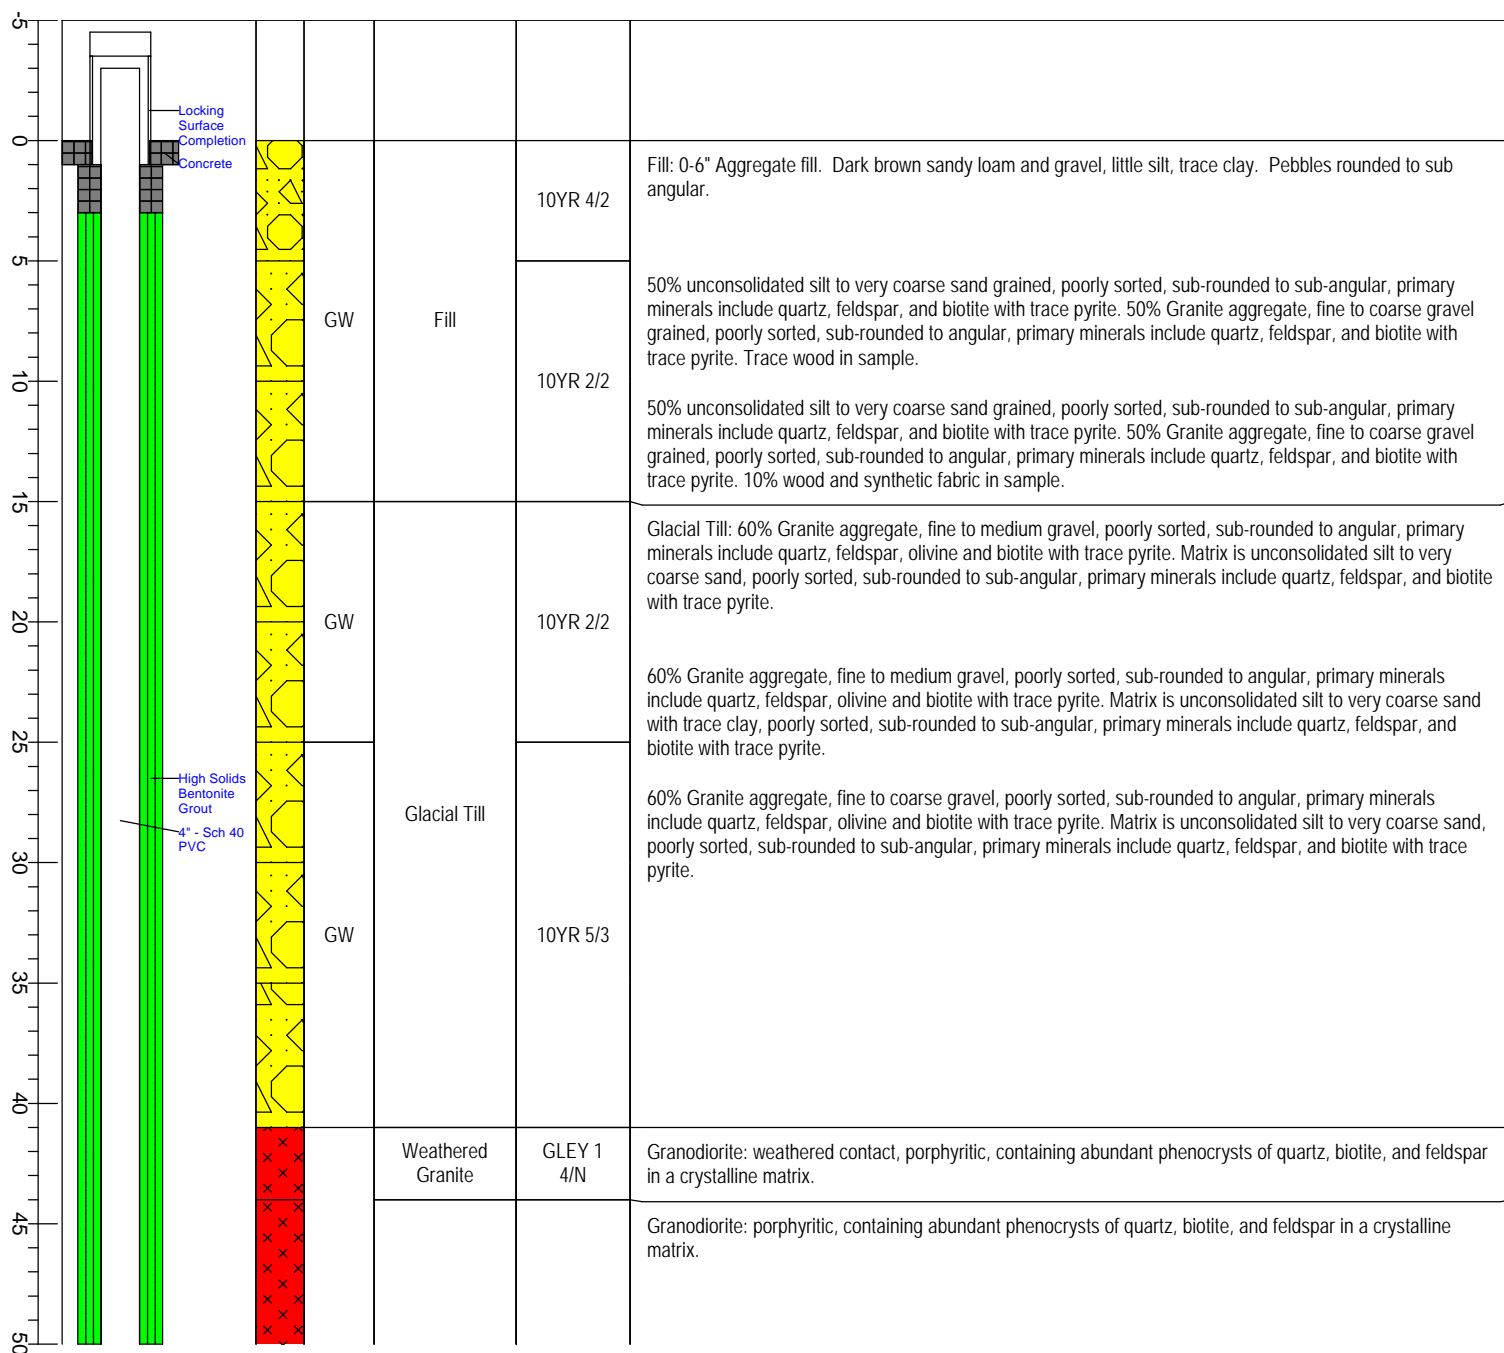 -5
0
5
10
15
20
25
30
35
40
45
50
Locking
Surface
Completion
Concrete
High Solids
Bentonite
Grout
4" - Sch 40
PVC
GW
Fill
10YR 4/2
10YR 2/2
Fill: 0-6" Aggregate fill. Dark brown sandy loam and gravel, little silt, trace clay. Pebbles rounded to sub
angular.
50% unconsolidated silt to very coarse sand grained, poorly sorted, sub-rounded to sub-angular, primary
minerals include quartz, feldspar, and biotite with trace pyrite. 50% Granite aggregate, fine to coarse gravel
grained, poorly sorted, sub-rounded to angular, primary minerals include quartz, feldspar, and biotite with
trace pyrite. Trace wood in sample.
50% unconsolidated silt to very coarse sand grained, poorly sorted, sub-rounded to sub-angular, primary
minerals include quartz, feldspar, and biotite with trace pyrite. 50% Granite aggregate, fine to coarse gravel
grained, poorly sorted, sub-rounded to angular, primary minerals include quartz, feldspar, and biotite with
trace pyrite. 10% wood and synthetic fabric in sample.
GW
Glacial Till
10YR 2/2
Glacial Till: 60% Granite aggregate, fine to medium gravel, poorly sorted, sub-rounded to angular, primary
minerals include quartz, feldspar, olivine and biotite with trace pyrite. Matrix is unconsolidated silt to very
coarse sand, poorly sorted, sub-rounded to sub-angular, primary minerals include quartz, feldspar, and biotite
with trace pyrite.
60% Granite aggregate, fine to medium gravel, poorly sorted, sub-rounded to angular, primary minerals
include quartz, feldspar, olivine and biotite with trace pyrite. Matrix is unconsolidated silt to very coarse sand
with trace clay, poorly sorted, sub-rounded to sub-angular, primary minerals include quartz, feldspar, and
biotite with trace pyrite.
GW
10YR 5/3
60% Granite aggregate, fine to coarse gravel, poorly sorted, sub-rounded to angular, primary minerals
include quartz, feldspar, olivine and biotite with trace pyrite. Matrix is unconsolidated silt to very coarse sand,
poorly sorted, sub-rounded to sub-angular, primary minerals include quartz, feldspar, and biotite with trace
pyrite.
Weathered
Granite
GLEY 1
4/N
Granodiorite: weathered contact, porphyritic, containing abundant phenocrysts of quartz, biotite, and feldspar
in a crystalline matrix.
Granodiorite: porphyritic, containing abundant phenocrysts of quartz, biotite, and feldspar in a crystalline
matrix.